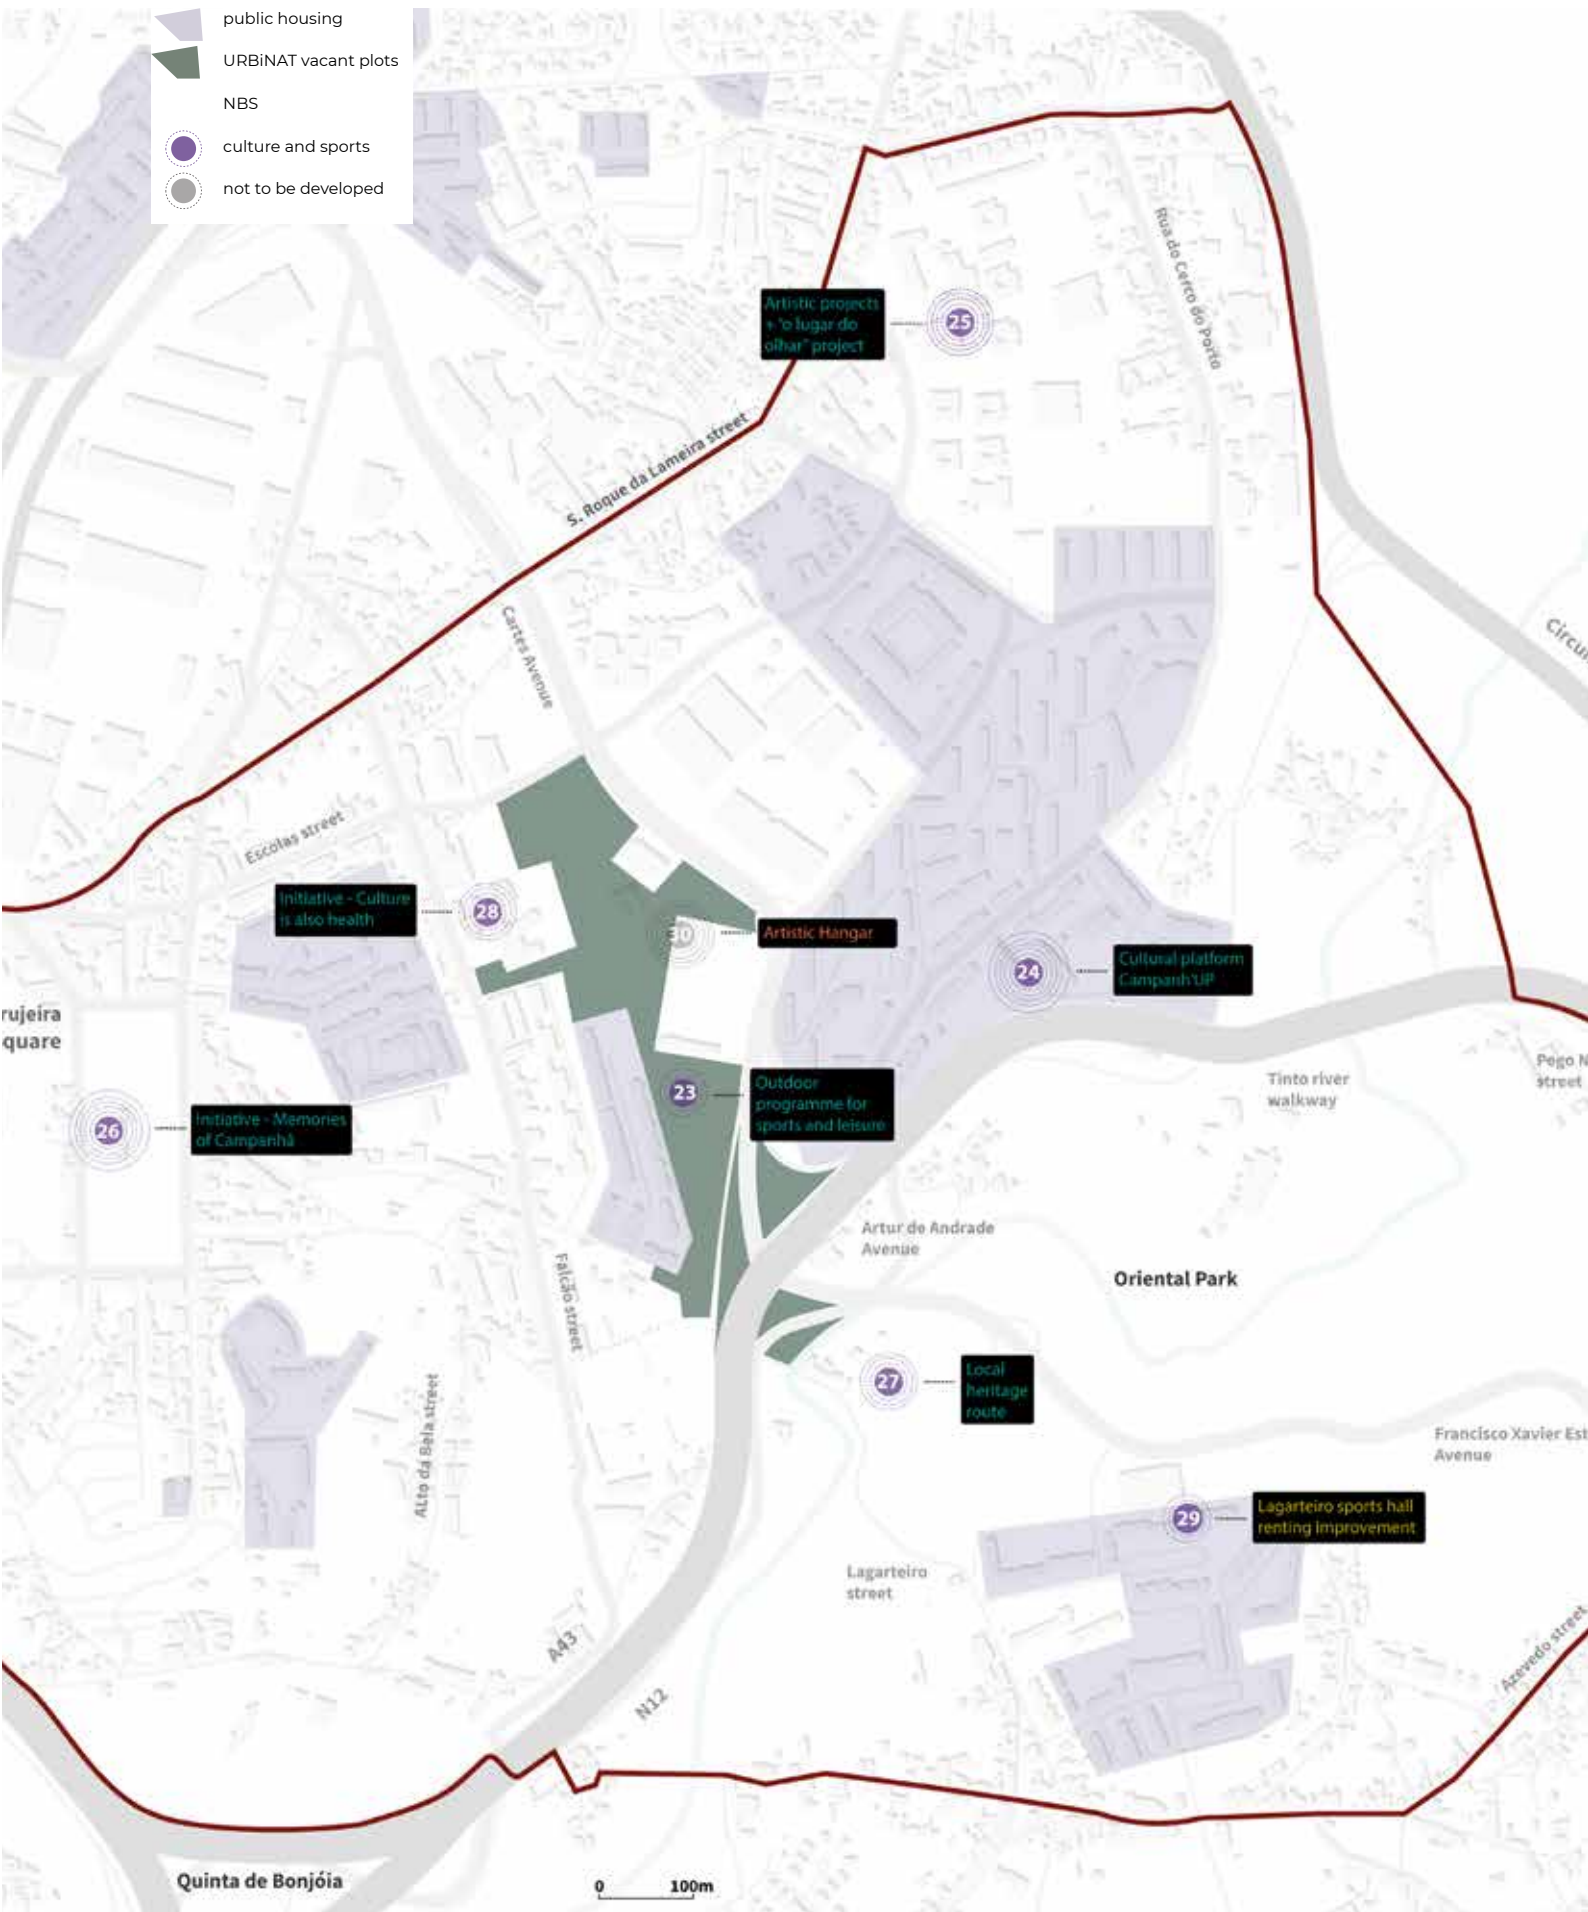 public housing
URBiNAT vacant plots
NBS
culture and sports
not to be developed
Rua do Cerco do Porto
Artistic projects
+ "o lugar do
olhar" project
25
S. Roque da Lameira street
Cartes Avenue
Escolas street
Initiative - Culture
is also health
28
30
Artistic Hangar
24
Cultural platform
Campanh'UP
rujeira
quare
Tinto river
walkway
Pego N
street
23
Outdoor
programme for
sports and leisure
26
Initiative - Memories
of Campanhã
Artur de Andrade
Avenue
Oriental Park
Falcão street
27
Local
heritage
route
Alto da Bela street
Francisco Xavier Est
Avenue
29
Lagarteiro sports hall
renting improvement
Lagarteiro
street
Azevedo street
A43
N12
Quinta de Bonjóia
0 100m